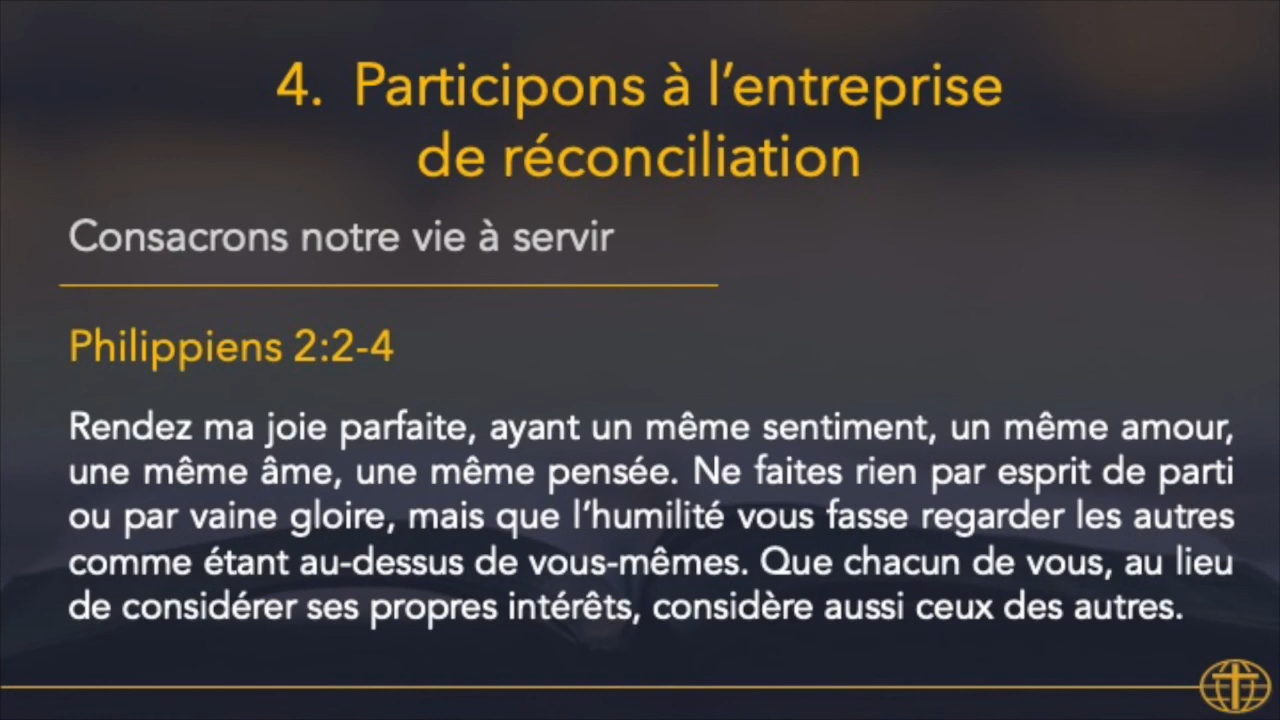 4. Participons à l’entreprise
de réconciliation
Consacrons notre vie à servir
Philippiens 2:2-4
Rendez ma joie parfaite, ayant un même sentiment, un même amour,
une même âme, une même pensée. Ne faites rien par esprit de parti
ou par vaine gloire, mais que l’humilité vous fasse regarder les autres
comme étant au-dessus de vous-mêmes. Que chacun de vous, au lieu
de considérer ses propres intérêts, considère aussi ceux des autres.